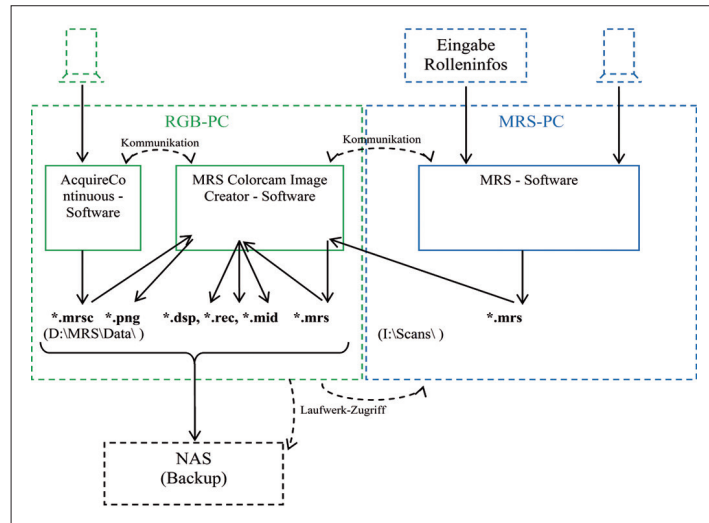 Eingabe
Rolleninfos
RGB-PC
MRS-PC
Kommunikation
Kommunikation
AcquireCo
ntinuous -
Software
MRS Colorcam Image
Creator - Software
MRS - Software
*.mrsc
*.png
*.dsp, *.rec, *.mid
*.mrs
*.mrs
(D:\MRS\Data\ )
(I:\Scans\ )
Laufwerk-Zugriff
NAS
(Backup)